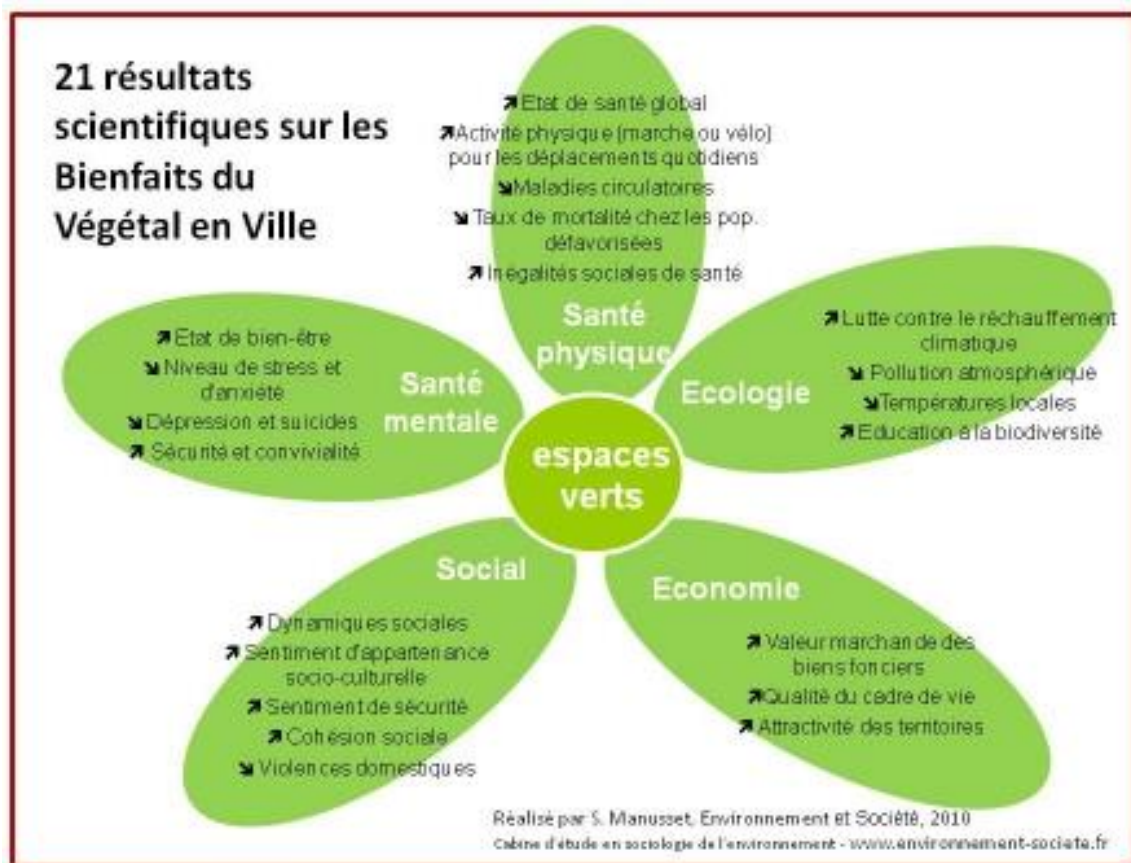 21 résultats
scientifiques sur les
Bienfaits du
Végétal en Ville
↗ Etat de santé global
↗ Activité physique (marche ou vélo)
pour les déplacements quotidiens
↘ Maladies circulatoires
↘ Taux de mortalité chez les pop.
défavorisées
↗ Inégalités sociales de santé
Santé
physique
↗ Etat de bien-être
↘ Niveau de stress et
d'anxiété
↘ Dépression et suicides
↗ Sécurité et convivialité
Santé
mentale
↗ Lutte contre le réchauffement
climatique
↘ Pollution atmosphérique
↘ Températures locales
↗ Education à la biodiversité
Ecologie
espaces
verts
Social
↗ Dynamiques sociales
↗ Sentiment d'appartenance
socio-culturelle
↗ Sentiment de sécurité
↗ Cohésion sociale
↘ Violences domestiques
Economie
↗ Valeur marchande des
biens fonciers
↗ Qualité du cadre de vie
↗ Attractivité des territoires
Réalisé par S. Manusset, Environnement et Société, 2010
Cabine d'étude en sociologie de l'environnement - www.environnement-societe.fr